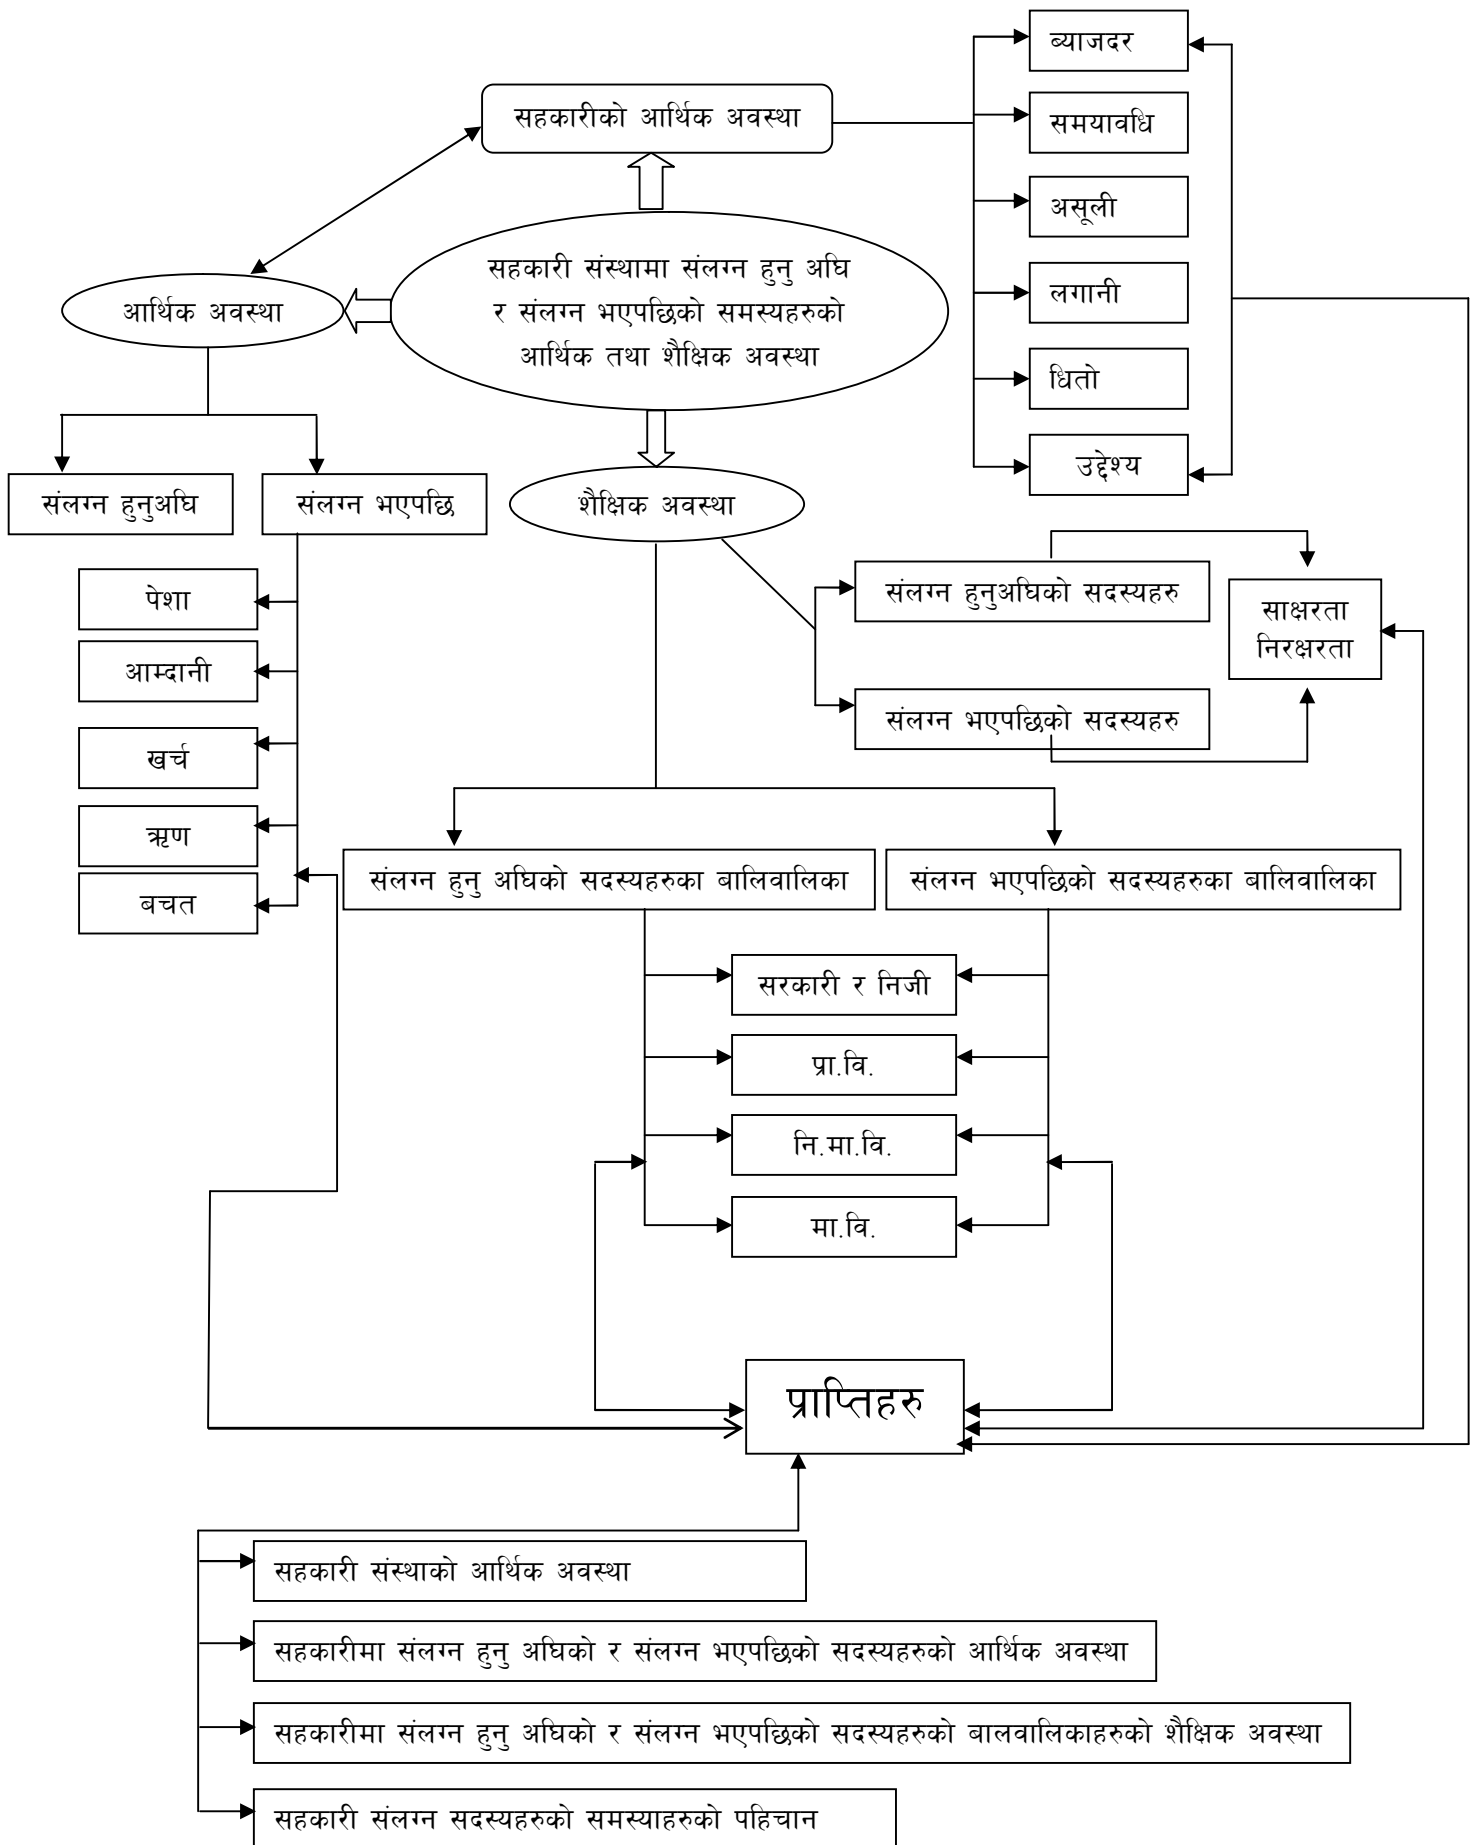 ब्याजदर
सहकारीको आर्थिक अवस्था
समयावधि
असूली
सहकारी संस्थामा संलग्न हुनु अघि
र संलग्न भएपछिको समस्यहरुको
आर्थिक तथा शैक्षिक अवस्था
आर्थिक अवस्था
लगानी
धितो
उद्देश्य
संलग्न हुनुअघि
संलग्न भएपछि
शैक्षिक अवस्था
पेशा
आम्दानी
खर्च
ऋण
बचत
संलग्न हुनुअघिको सदस्यहरु
साक्षरता
निरक्षरता
संलग्न भएपछिको सदस्यहरु
संलग्न हुनु अघिको सदस्यहरुका बालिवालिका
संलग्न भएपछिको सदस्यहरुका बालिवालिका
सरकारी र निजी
प्रा.वि.
नि.मा.वि.
मा.वि.
प्राप्तिहरु
सहकारी संस्थाको आर्थिक अवस्था
सहकारीमा संलग्न हुनु अघिको र संलग्न भएपछिको सदस्यहरुको आर्थिक अवस्था
सहकारीमा संलग्न हुनु अघिको र संलग्न भएपछिको सदस्यहरुको बालवालिकाहरुको शैक्षिक अवस्था
सहकारी संलग्न सदस्यहरुको समस्याहरुको पहिचान